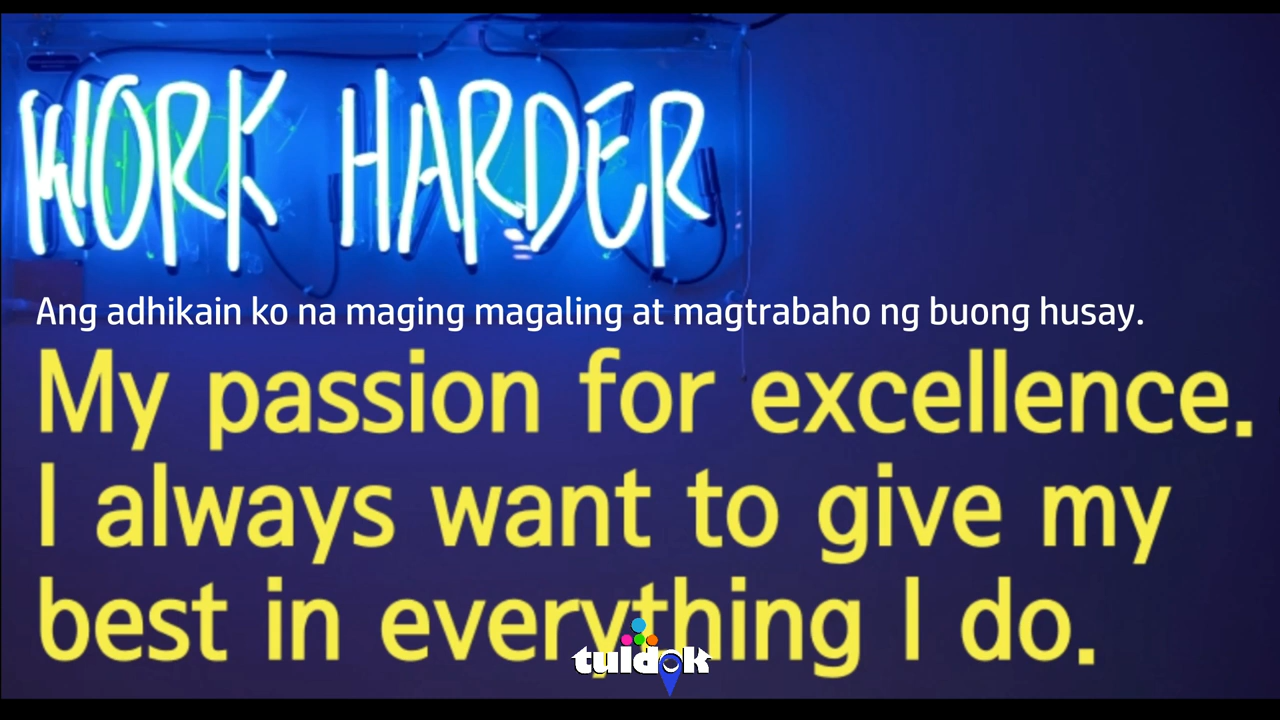 WORK HARDER
Ang adhikain ko na maging magaling at magtrabaho ng buong husay.
My passion for excellence.
I always want to give my
best in everything I do.
tuldok